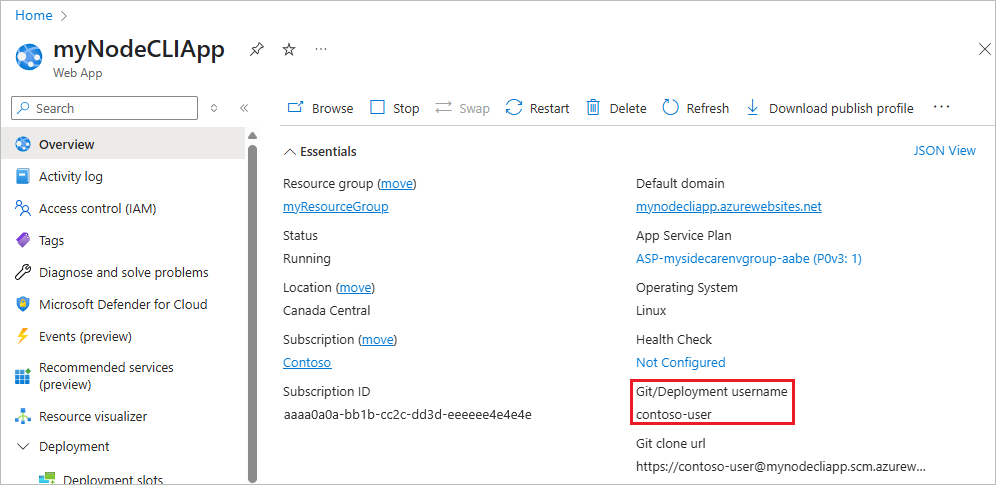 Home
myNodeCLIApp
Web App
Search
Overview
Activity log
Access control (IAM)
Tags
Diagnose and solve problems
Microsoft Defender for Cloud
Events (preview)
Recommended services
(preview)
Resource visualizer
Deployment
Deployment slots
Browse Stop Swap Restart Delete Refresh Download publish profile
Essentials
JSON View
Resource group (move)
myResourceGroup
Status
Running
Location (move)
Canada Central
Subscription (move)
Contoso
Subscription ID
aaaa0a0a-bb1b-cc2c-dd3d-eeeeee4e4e4e
Default domain
mynodecliapp.azurewebsites.net
App Service Plan
ASP-mysidecarenvgroup-aabe (P0v3: 1)
Operating System
Linux
Health Check
Not Configured
Git/Deployment username
contoso-user
Git clone url
https://contoso-user@mynodecliapp.scm.azurew...